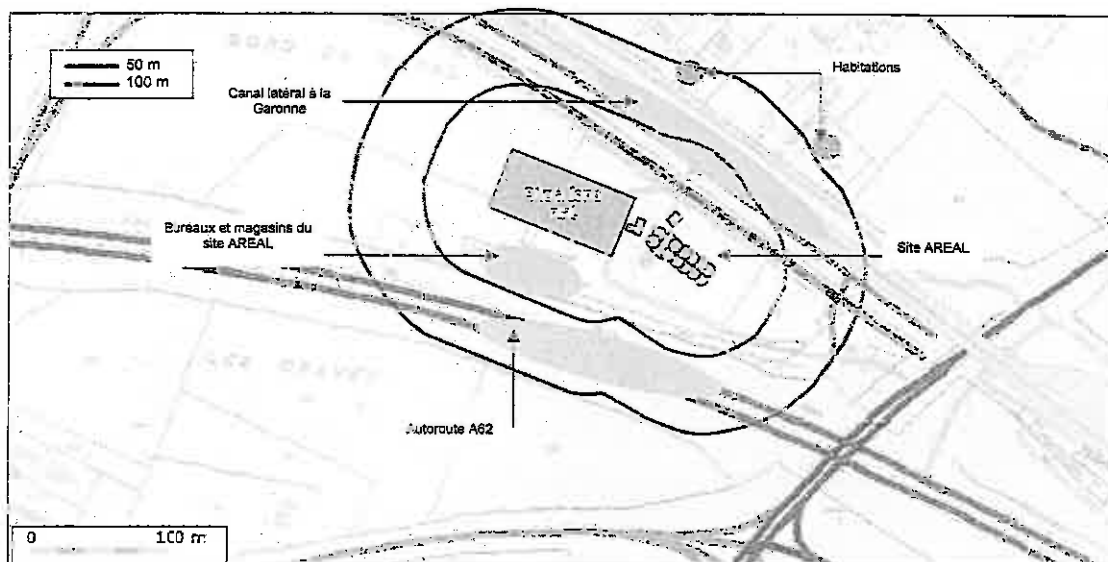 50 m
100 m
Canal latéral à la
Garonne
Habitations
Bureaux et magasins du
site AREAL
Site AREAL
Autoroute A62
0 100 m